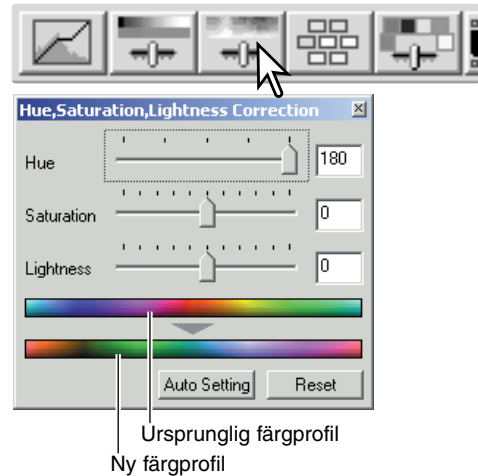 Hue,Saturation,Lightness Correction
Hue 180
Saturation 0
Lightness 0
Auto Setting Reset
Ursprunglig färgprofil
Ny färgprofil